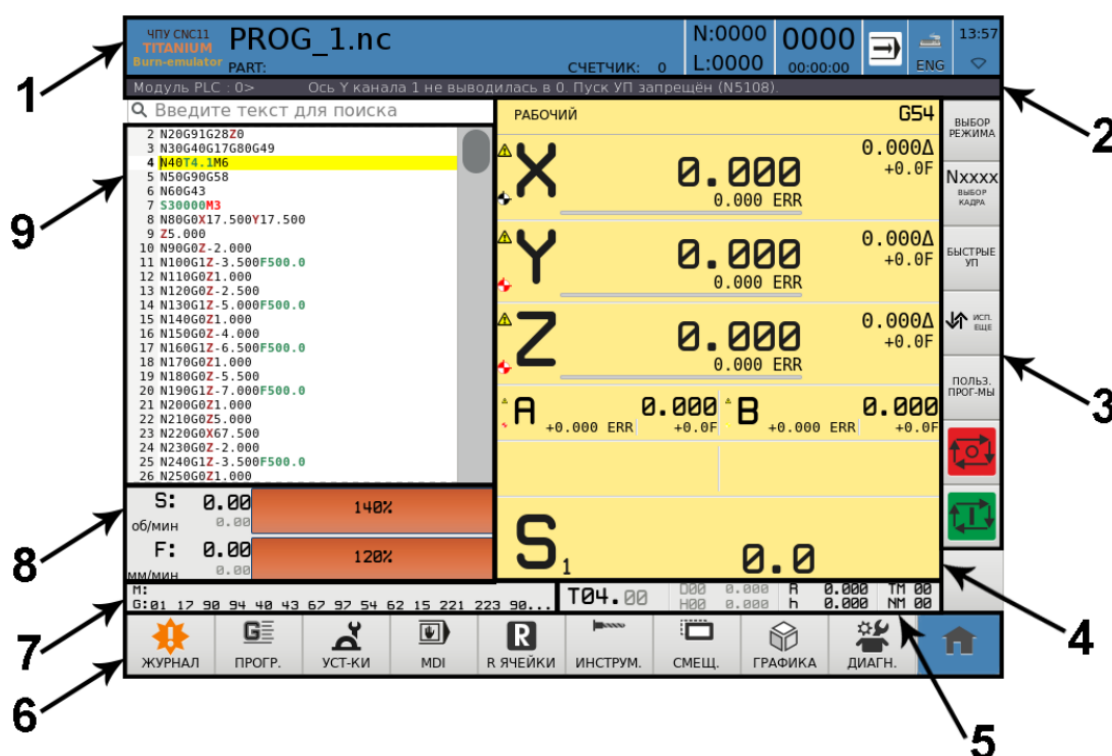 ЧПУ CNC11
TITANIUM
Burn-emulator
PROG_1.nc
PART:
СЧЕТЧИК: 0
N:0000
L:0000
0000
00:00:00
ENG
13:57
Модуль PLC : 0> Ось Y канала 1 не выводилась в 0. Пуск УП запрещён (N5108).
Введите текст для поиска
2 N20G91G28Z0
3 N30G40G17G80G49
4 N40T4.1M6
5 N50G90G58
6 N60G43
7 S30000M3
8 N80G0X17.500Y17.500
9 Z5.000
10 N90G0Z-2.000
11 N100G1Z-3.500F500.0
12 N110G0Z1.000
13 N120G0Z-2.500
14 N130G1Z-5.000F500.0
15 N140G0Z1.000
16 N150G0Z-4.000
17 N160G1Z-6.500F500.0
18 N170G0Z1.000
19 N180G0Z-5.500
20 N190G1Z-7.000F500.0
21 N200G0Z1.000
22 N210G0Z5.000
23 N220G0X67.500
24 N230G0Z-2.000
25 N240G1Z-3.500F500.0
26 N250G0Z1.000
РАБОЧИЙ G54
X 0.000 0.000Δ
+0.0F
0.000 ERR
Y 0.000 0.000Δ
+0.0F
0.000 ERR
Z 0.000 0.000Δ
+0.0F
0.000 ERR
A 0.000 B 0.000
+0.000 ERR +0.0F +0.000 ERR +0.0F
S1 0.0
ВЫБОР
РЕЖИМА
Nxxxx
ВЫБОР
КАДРА
БЫСТРЫЕ
УП
ИСП.
ЕЩЕ
ПОЛЬЗ.
ПРОГ-МЫ
S: 0.00 140%
об/мин 0.00
F: 0.00 120%
мм/мин 0.00
M:
G:01 17 90 94 40 43 67 97 54 62 15 221 223 90...
T04.00
D00 0.000 R 0.000 TM 00
H00 0.000 h 0.000 NM 00
ЖУРНАЛ
ПРОГР.
УСТ-КИ
MDI
R ЯЧЕЙКИ
ИНСТРУМ.
СМЕЩ.
ГРАФИКА
ДИАГН.
1
2
3
4
5
6
7
8
9